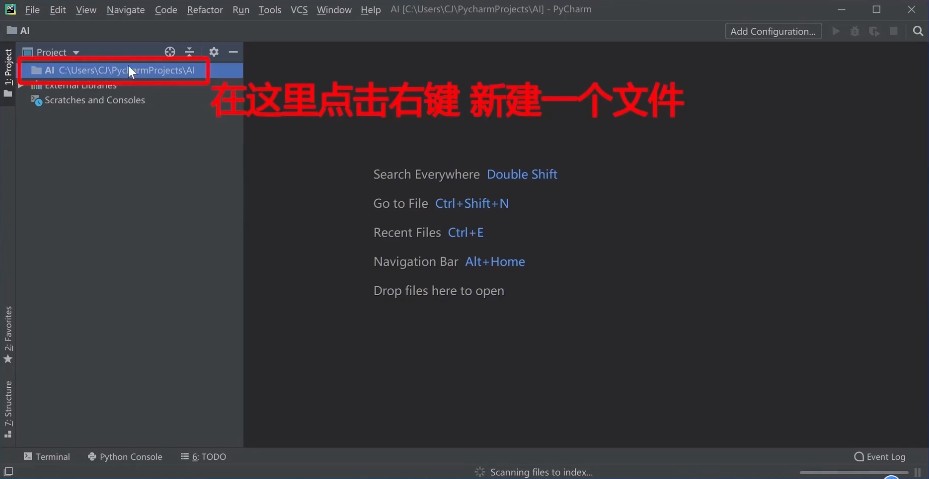 File Edit View Navigate Code Refactor Run Tools VCS Window Help AI [C:\Users\CJ\PycharmProjects\AI] - PyCharm
AI
Add Configuration...
1: Project
Project
AI C:\Users\CJ\PycharmProjects\AI
External Libraries
Scratches and Consoles
在这里点击右键 新建一个文件
Search Everywhere Double Shift
Go to File Ctrl+Shift+N
Recent Files Ctrl+E
Navigation Bar Alt+Home
Drop files here to open
2: Favorites
7: Structure
Terminal Python Console 6: TODO Event Log
Scanning files to index...